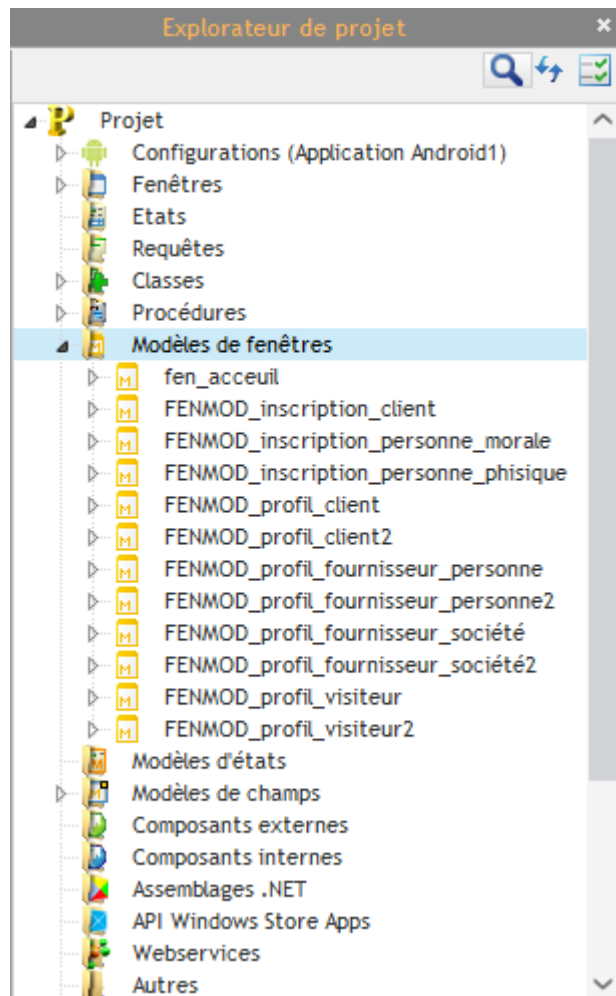 Explorateur de projet
Projet
Configurations (Application Android1)
Fenêtres
Etats
Requêtes
Classes
Procédures
Modèles de fenêtres
fen_acceuil
FENMOD_inscription_client
FENMOD_inscription_personne_morale
FENMOD_inscription_personne_phisique
FENMOD_profil_client
FENMOD_profil_client2
FENMOD_profil_fournisseur_personne
FENMOD_profil_fournisseur_personne2
FENMOD_profil_fournisseur_société
FENMOD_profil_fournisseur_société2
FENMOD_profil_visiteur
FENMOD_profil_visiteur2
Modèles d'états
Modèles de champs
Composants externes
Composants internes
Assemblages .NET
API Windows Store Apps
Webservices
Autres